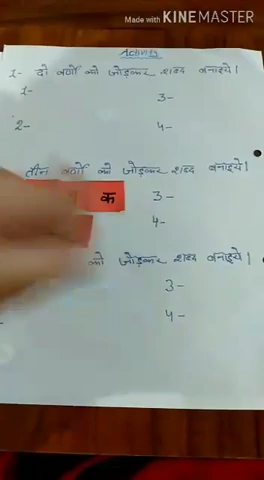 Made with KINEMASTER
Activity
1- दो वर्णों को जोड़कर शब्द बनाइये।
1-
3-
2-
4-
तीन वर्णों को जोड़कर शब्द बनाइये।
क 3-
4-
को जोड़कर शब्द बनाइये।
3-
4-